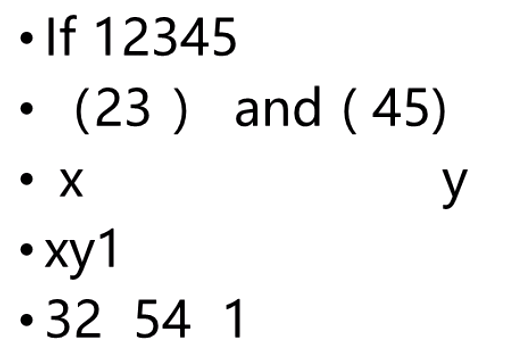 •If 12345
• (23 ) and ( 45)
• x y
•xy1
•32 54 1